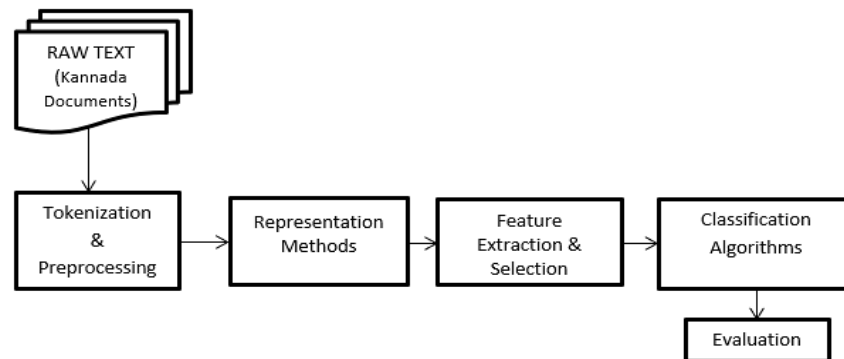 RAW TEXT
(Kannada
Documents)
Tokenization
&
Preprocessing
Representation
Methods
Feature
Extraction &
Selection
Classification
Algorithms
Evaluation